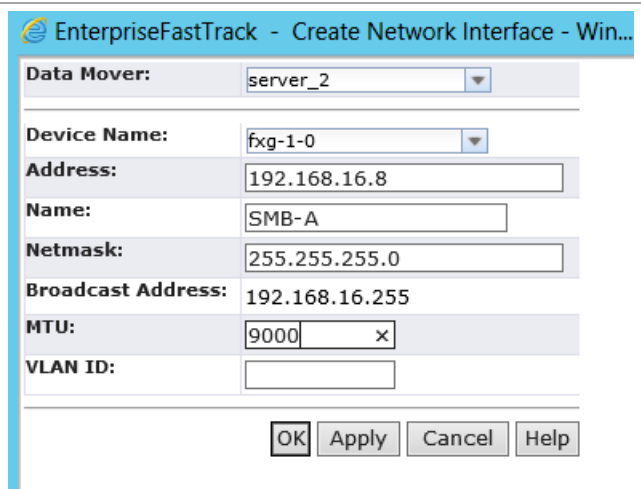 EnterpriseFastTrack - Create Network Interface - Win...
Data Mover: server_2
Device Name: fxg-1-0
Address: 192.168.16.8
Name: SMB-A
Netmask: 255.255.255.0
Broadcast Address: 192.168.16.255
MTU: 9000 ×
VLAN ID:
OK Apply Cancel Help